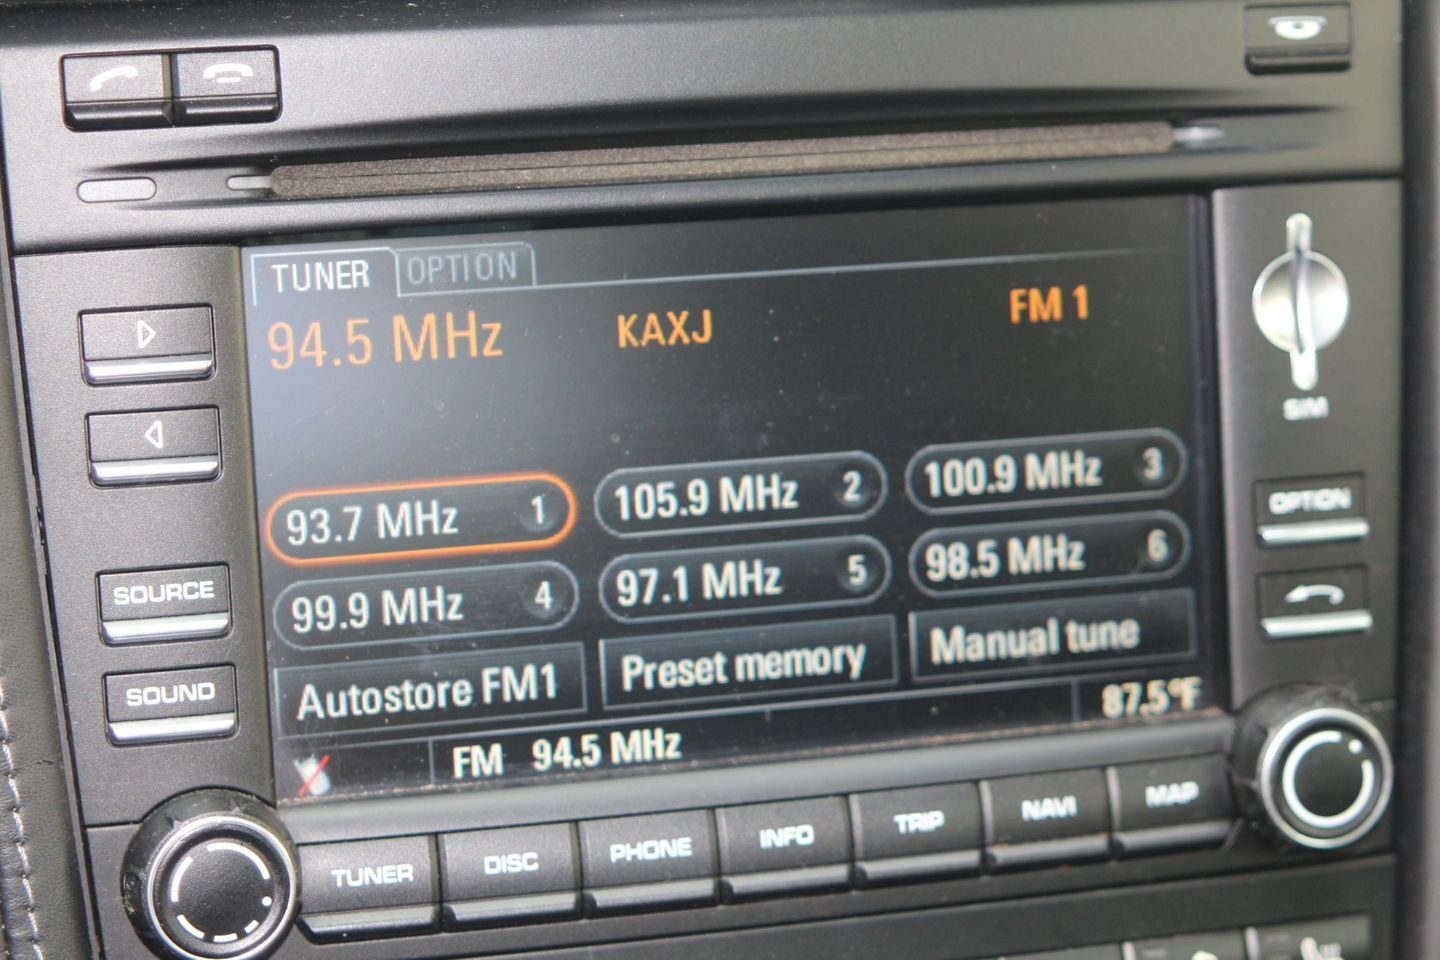 TUNER OPTION
94.5 MHz KAXJ FM 1
SIM
93.7 MHz 1 105.9 MHz 2 100.9 MHz 3
OPTION
99.9 MHz 4 97.1 MHz 5 98.5 MHz 6
SOURCE
Autostore FM1 Preset memory Manual tune
SOUND
FM 94.5 MHz 87.5°F
TUNER DISC PHONE INFO TRIP NAVI MAP